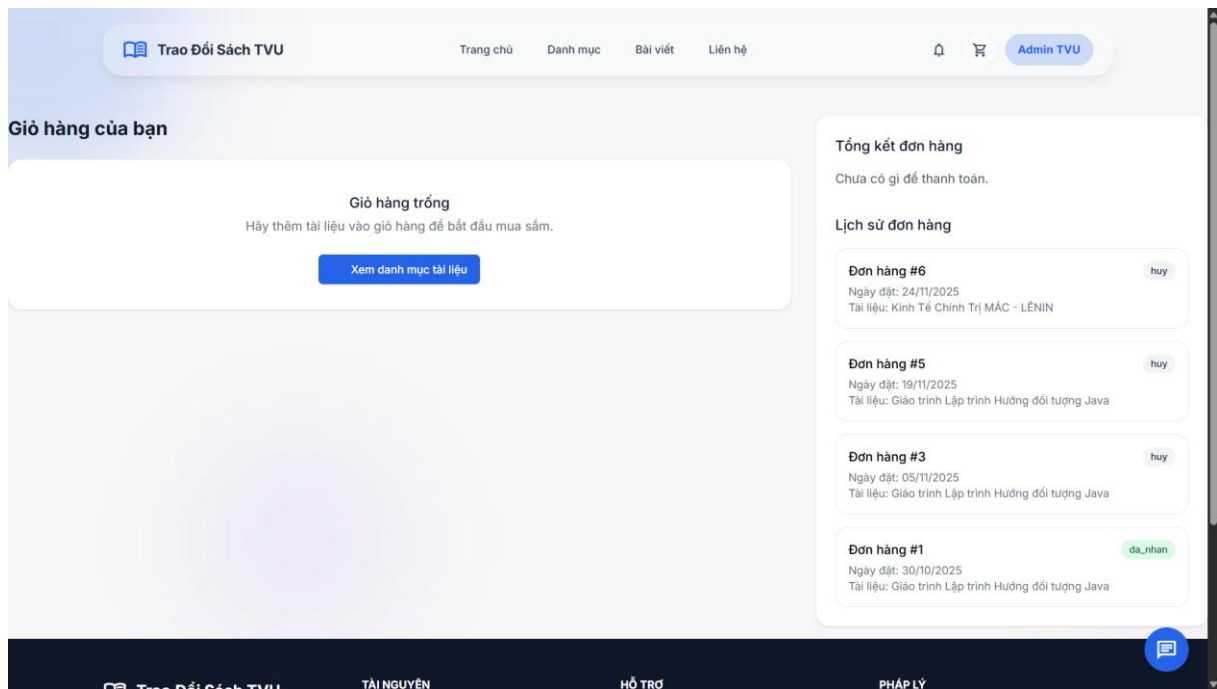 Trao Đổi Sách TVU
Trang chủ
Danh mục
Bài viết
Liên hệ
Admin TVU
Giỏ hàng của bạn
Giỏ hàng trống
Hãy thêm tài liệu vào giỏ hàng để bắt đầu mua sắm.
Xem danh mục tài liệu
Tổng kết đơn hàng
Chưa có gì để thanh toán.
Lịch sử đơn hàng
Đơn hàng #6
huy
Ngày đặt: 24/11/2025
Tài liệu: Kinh Tế Chính Trị MÁC - LÊNIN
Đơn hàng #5
huy
Ngày đặt: 19/11/2025
Tài liệu: Giáo trình Lập trình Hướng đối tượng Java
Đơn hàng #3
huy
Ngày đặt: 05/11/2025
Tài liệu: Giáo trình Lập trình Hướng đối tượng Java
Đơn hàng #1
da_nhan
Ngày đặt: 30/10/2025
Tài liệu: Giáo trình Lập trình Hướng đối tượng Java
Trao Đổi Sách TVU
TÀI NGUYÊN
HỖ TRỢ
PHÁP LÝ